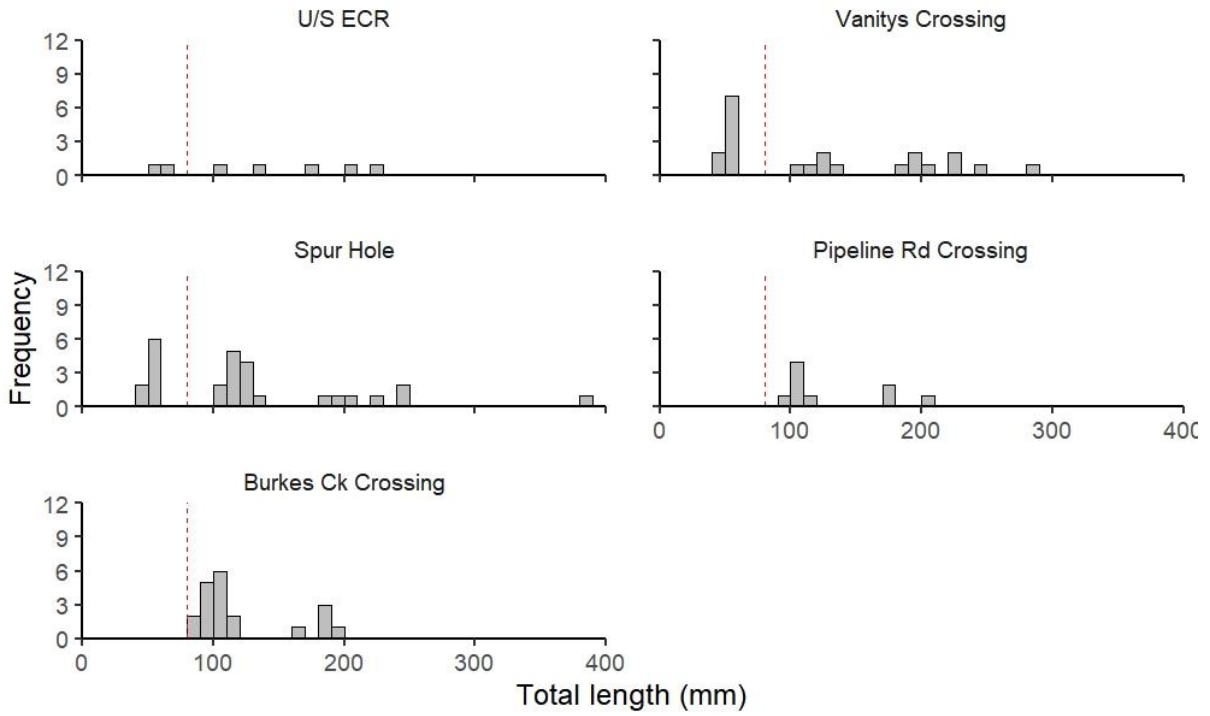 U/S ECR
Vanitys Crossing
12
9
6
3
0
Spur Hole
Pipeline Rd Crossing
12
9
6
3
0
Frequency
0 100 200 300 400
Burkes Ck Crossing
12
9
6
3
0
0 100 200 300 400
Total length (mm)